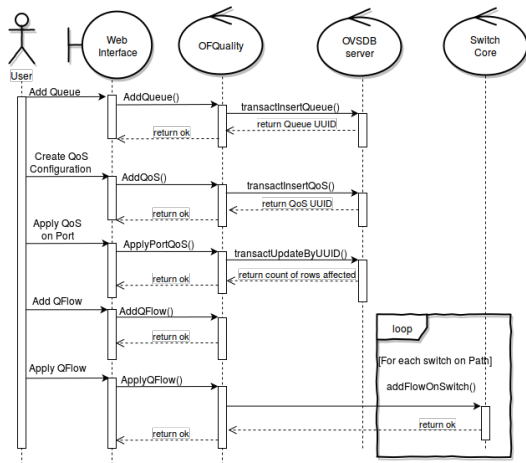 User
Web
Interface
OFQuality
OVSDB
server
Switch
Core
Add Queue
AddQueue()
transactInsertQueue()
return Queue UUID
return ok
Create QoS
Configuration
AddQoS()
transactInsertQoS()
return QoS UUID
return ok
Apply QoS
on Port
ApplyPortQoS()
transactUpdateByUUID()
return count of rows affected
return ok
Add QFlow
AddQFlow()
return ok
loop
[For each switch on Path]
Apply QFlow
ApplyQFlow()
addFlowOnSwitch()
return ok
return ok